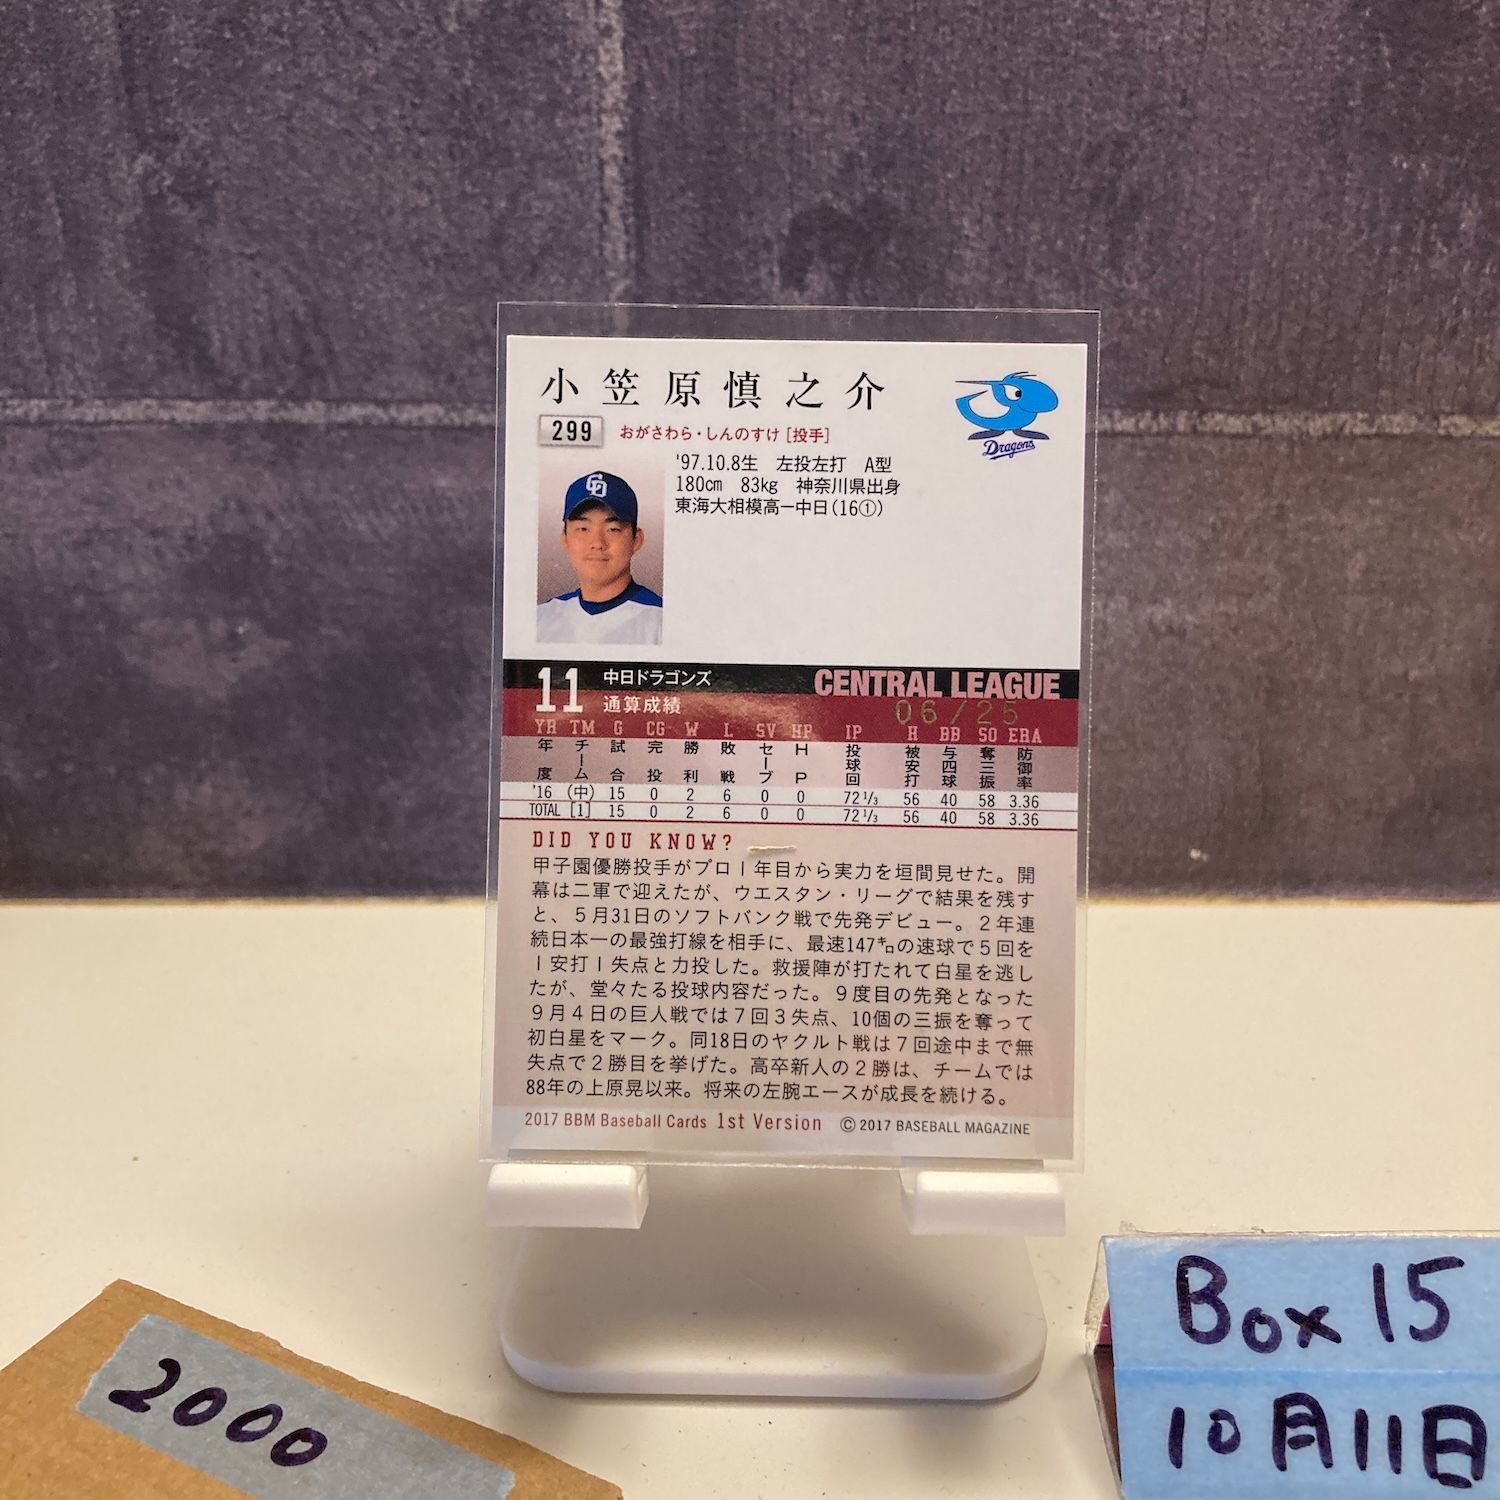 小笠原慎之介
299 おがさわら・しんのすけ [投手]
Dragons
'97.10.8生 左投左打 A型
180cm 83kg 神奈川県出身
東海大相模高ー中日(16①)
11 中日ドラゴンズ CENTRAL LEAGUE
通算成績 06/25
YR TM G CG W L SV HP IP H BB SO ERA
年度 チーム 試合 完投 勝利 敗戦 セーブ HP 投球回 被安打 与四球 奪三振 防御率
'16 (中) 15 0 2 6 0 0 72 1/3 56 40 58 3.36
TOTAL [1] 15 0 2 6 0 0 72 1/3 56 40 58 3.36
DID YOU KNOW?
甲子園優勝投手がプロ1年目から実力を垣間見せた。開
幕は二軍で迎えたが、ウエスタン・リーグで結果を残す
と、5月31日のソフトバンク戦で先発デビュー。2年連
続日本一の最強打線を相手に、最速147㌔の速球で5回を
1安打1失点と力投した。救援陣が打たれて白星を逃し
たが、堂々たる投球内容だった。9度目の先発となった
9月4日の巨人戦では7回3失点、10個の三振を奪って
初白星をマーク。同18日のヤクルト戦は7回途中まで無
失点で2勝目を挙げた。高卒新人の2勝は、チームでは
88年の上原晃以来。将来の左腕エースが成長を続ける。
2017 BBM Baseball Cards 1st Version © 2017 BASEBALL MAGAZINE
2000
Box 15
10月11日